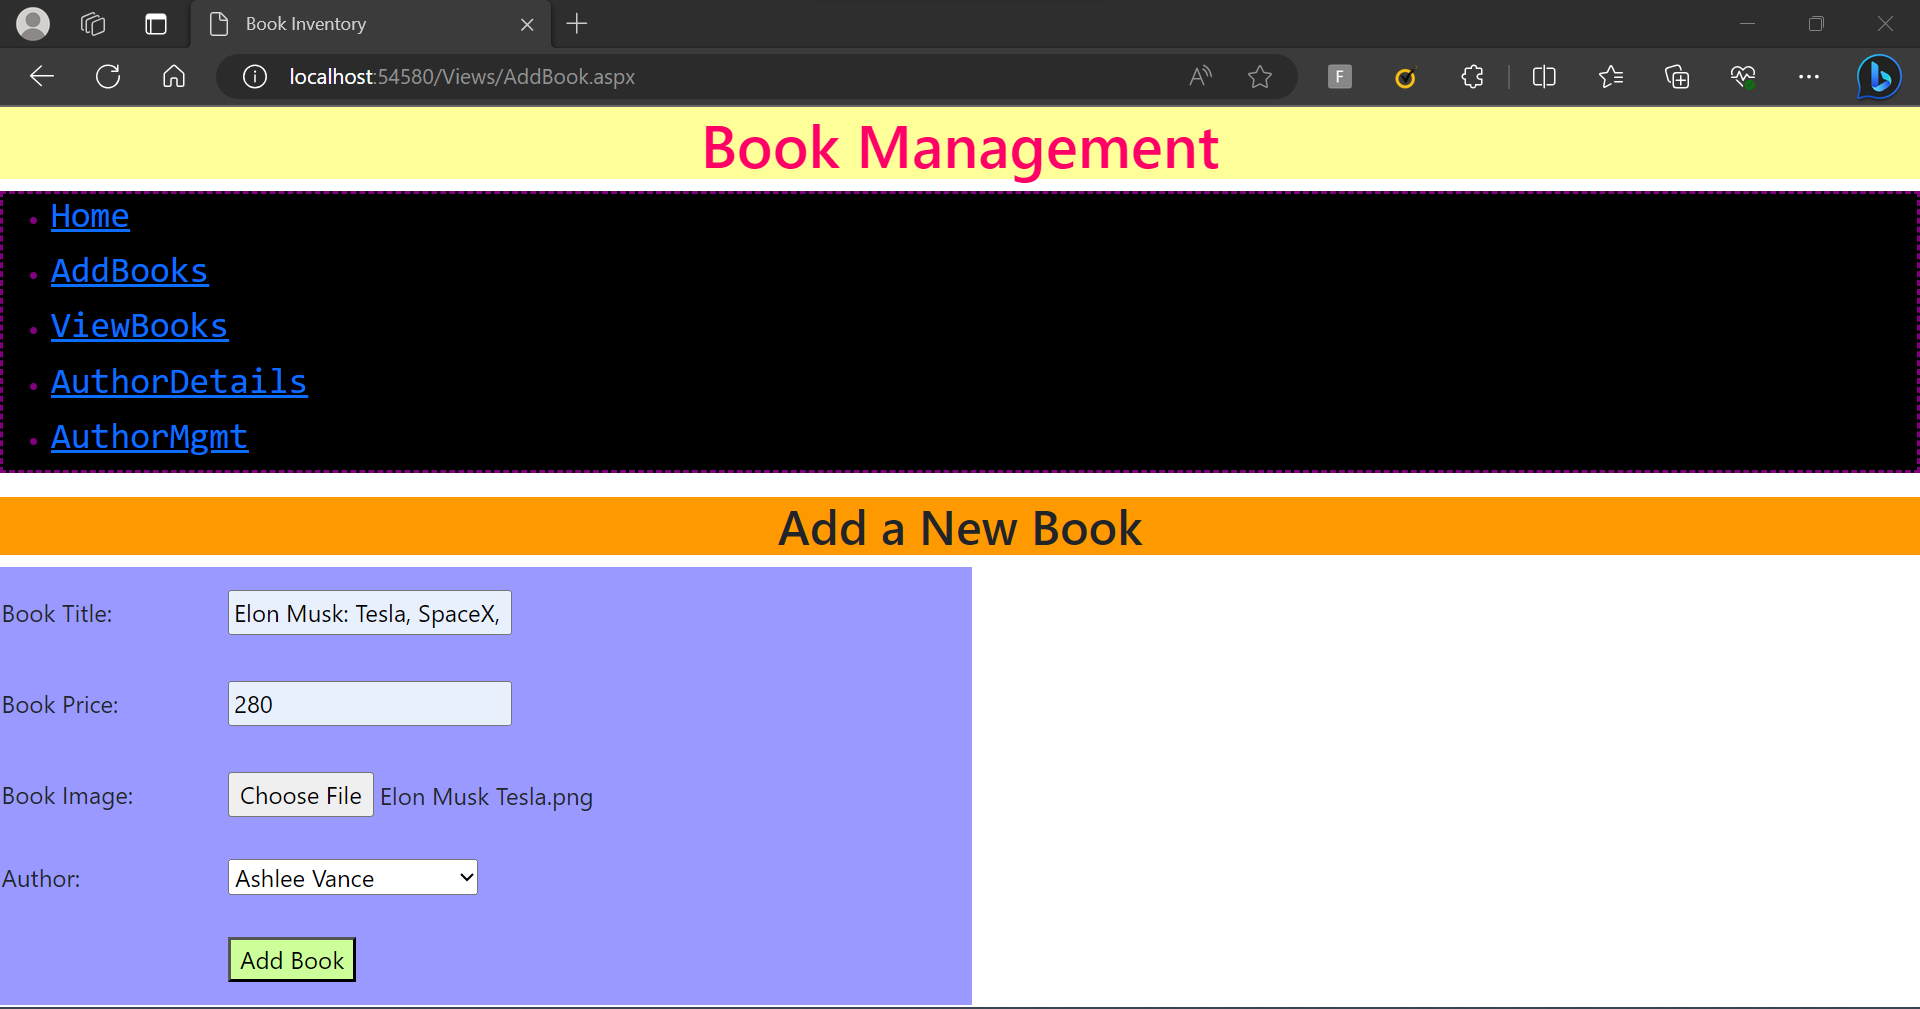 Book Inventory
localhost:54580/Views/AddBook.aspx
F
Book Management
Home
AddBooks
ViewBooks
AuthorDetails
AuthorMgmt
Add a New Book
Book Title: Elon Musk: Tesla, SpaceX,
Book Price: 280
Book Image: Choose File Elon Musk Tesla.png
Author: Ashlee Vance
Add Book